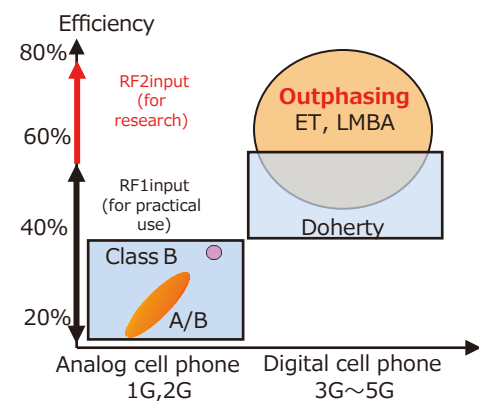 Efficiency
80%
60%
40%
20%
RF2input
(for
research)
RF1input
(for practical
use)
Outphasing
ET, LMBA
Doherty
Class B
A/B
Analog cell phone
1G,2G
Digital cell phone
3G～5G